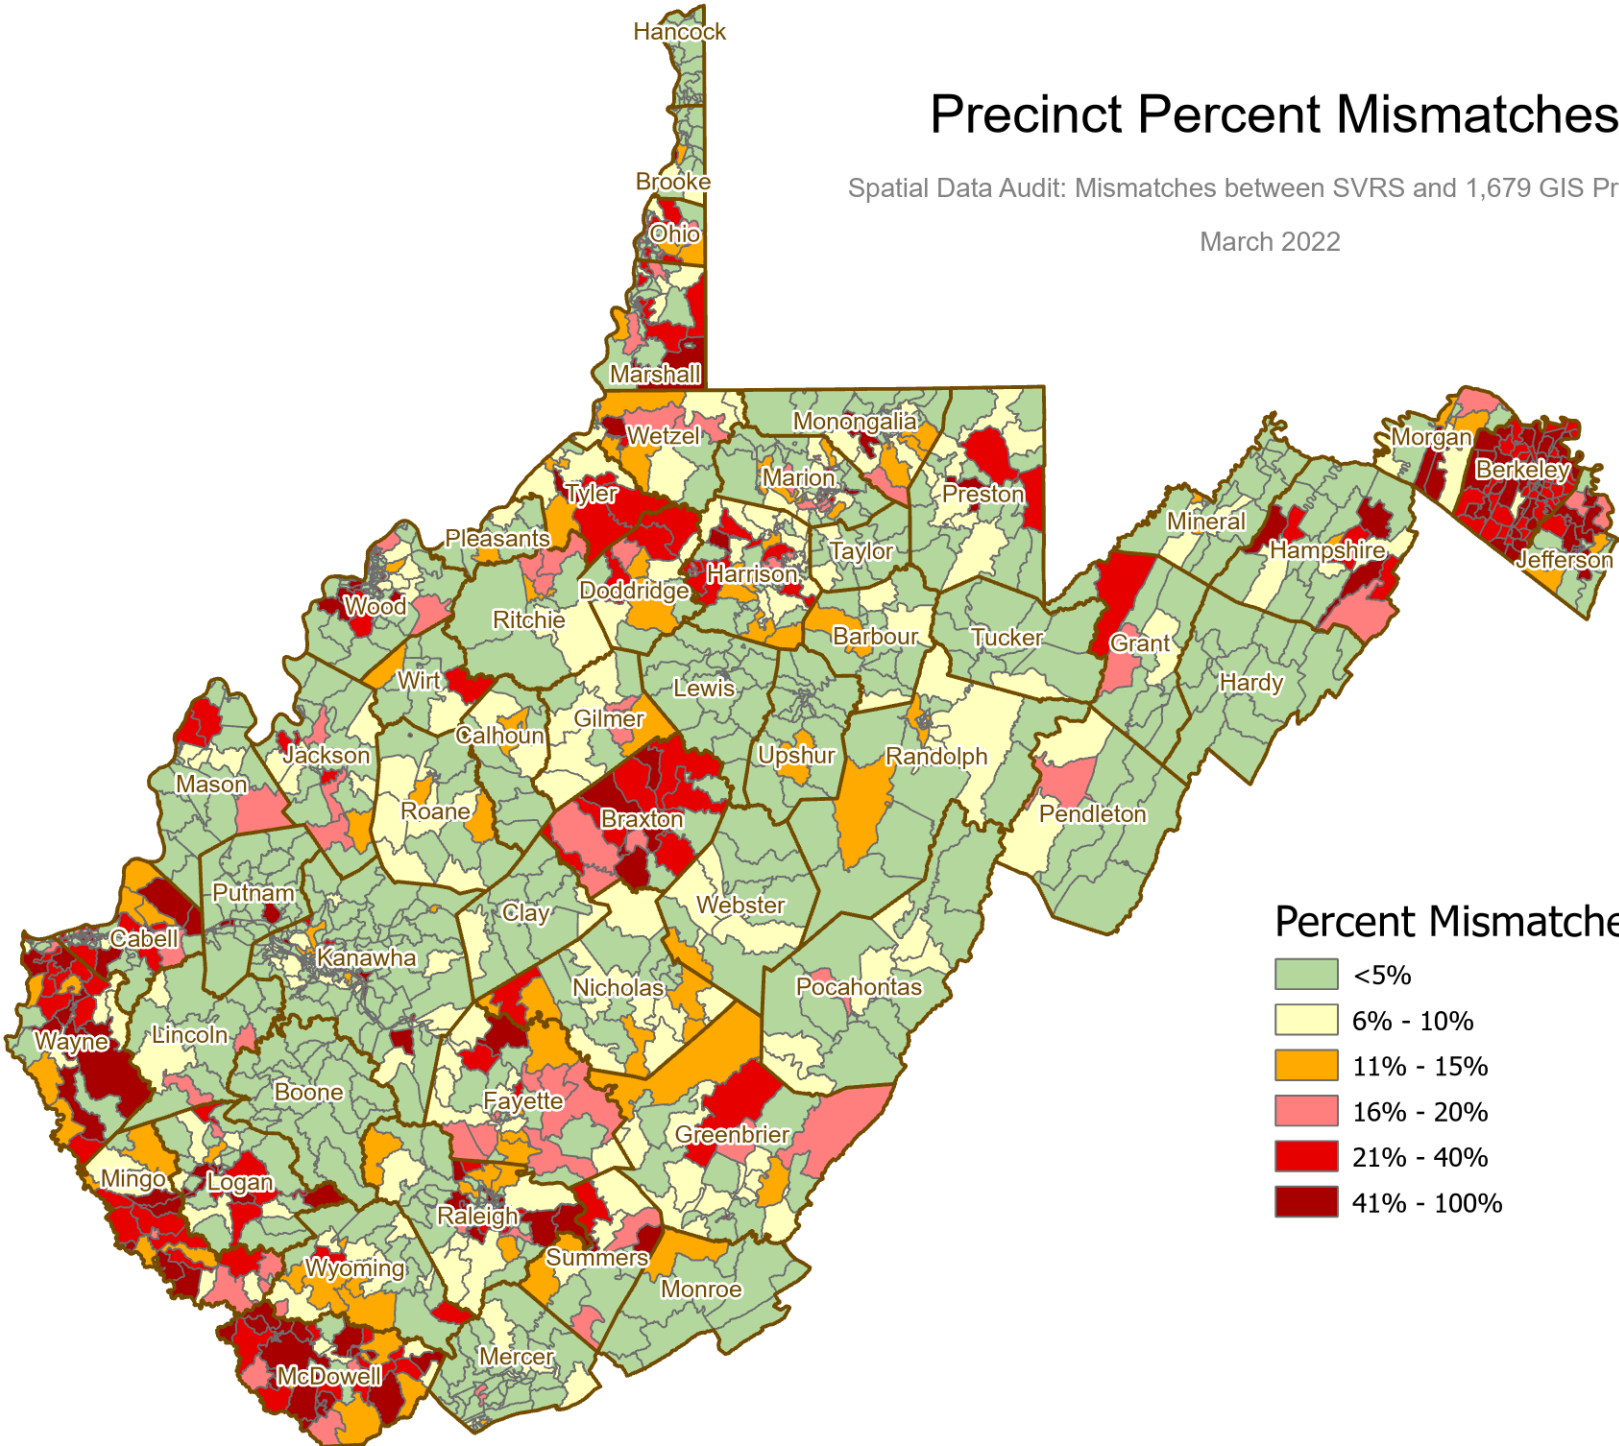 Hancock
Precinct Percent Mismatches
Brooke
Spatial Data Audit: Mismatches between SVRS and 1,679 GIS Pr
Ohio
March 2022
Marshall
Monongalia
Wetzel
Morgan
Marion
Berkeley
Tyler
Preston
Mineral
Pleasants
Taylor
Hampshire
Jefferson
Harrison
Doddridge
Wood
Ritchie
Barbour
Tucker
Grant
Wirt
Lewis
Hardy
Gilmer
Calhoun
Jackson
Upshur
Randolph
Mason
Roane
Braxton
Pendleton
Putnam
Webster
Clay
Percent Mismatche
Cabell
Kanawha
<5%
Nicholas
Pocahontas
6% - 10%
Wayne
Lincoln
11% - 15%
Boone
Fayette
16% - 20%
Greenbrier
21% - 40%
Mingo
Logan
41% - 100%
Raleigh
Summers
Wyoming
Monroe
Mercer
McDowell